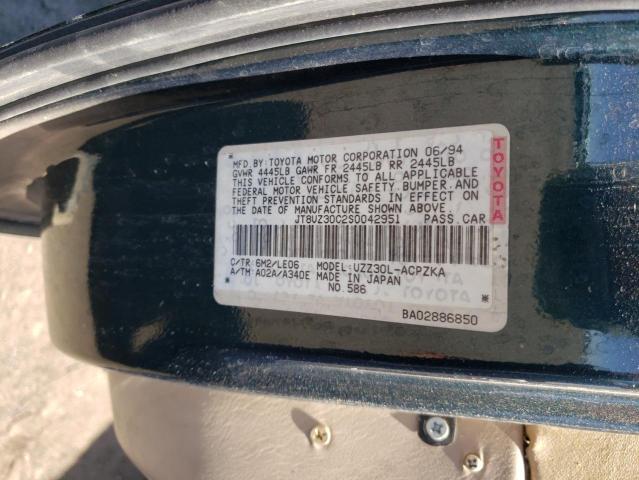 MFD.BY:TOYOTA MOTOR CORPORATION 06/94
GVWR 4445LB GAWR FR 2445LB RR 2445LB
THIS VEHICLE CONFORMS TO ALL APPLICABLE
FEDERAL MOTOR VEHICLE SAFETY,BUMPER,AND
THEFT PREVENTION STANDARDS IN EFFECT ON
THE DATE OF MANUFACTURE SHOWN ABOVE.
JT8UZ30C2S0042951 PASS.CAR
TOYOTA
C/TR: 6M2/LE06 MODEL: UZZ30L-ACPZKA
A/TM: A02A/A340E MADE IN JAPAN
NO.586
BA02886850